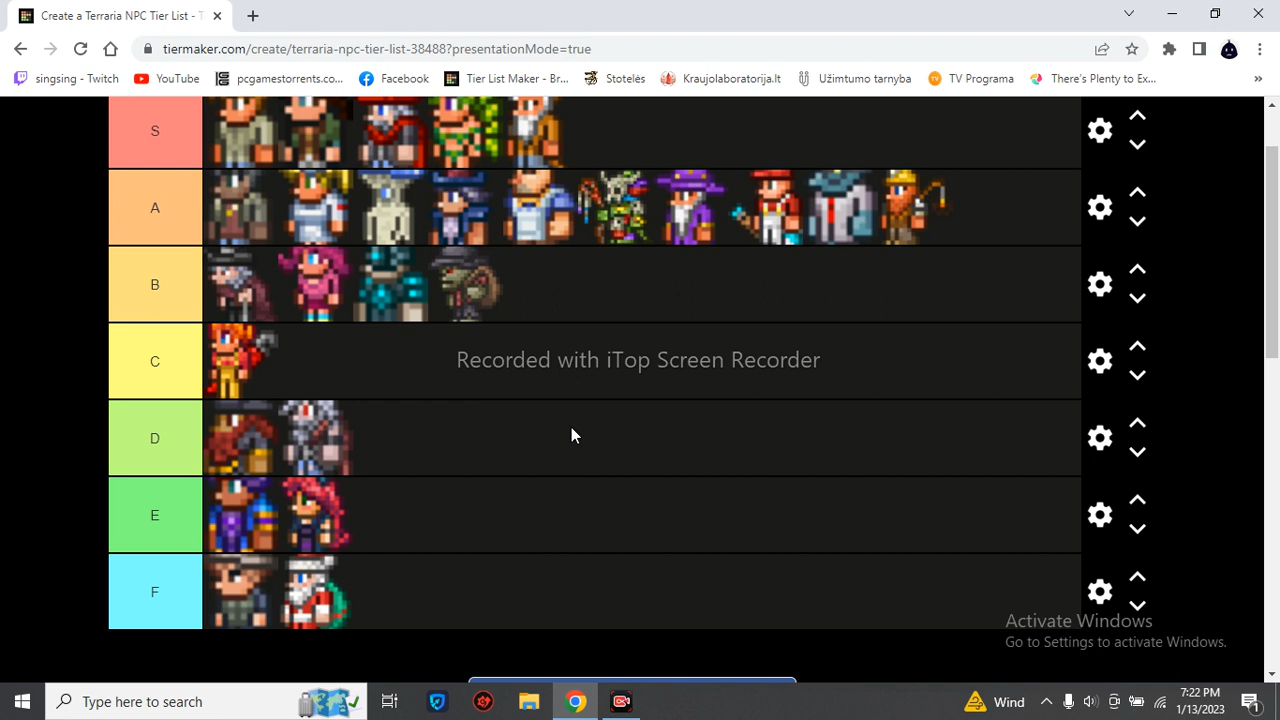 Create a Terraria NPC Tier List - T
tiermaker.com/create/terraria-npc-tier-list-38488?presentationMode=true
singsing - Twitch
YouTube
pcgamestorrents.co...
Facebook
Tier List Maker - Br...
Stotelės
Kraujolaboratorija.lt
Užimtumo tarnyba
TV Programa
There's Plenty to Ex...
»
S
A
B
C
Recorded with iTop Screen Recorder
D
E
F
Activate Windows
Go to Settings to activate Windows.
Type here to search
Wind
7:22 PM
1/13/2023
1